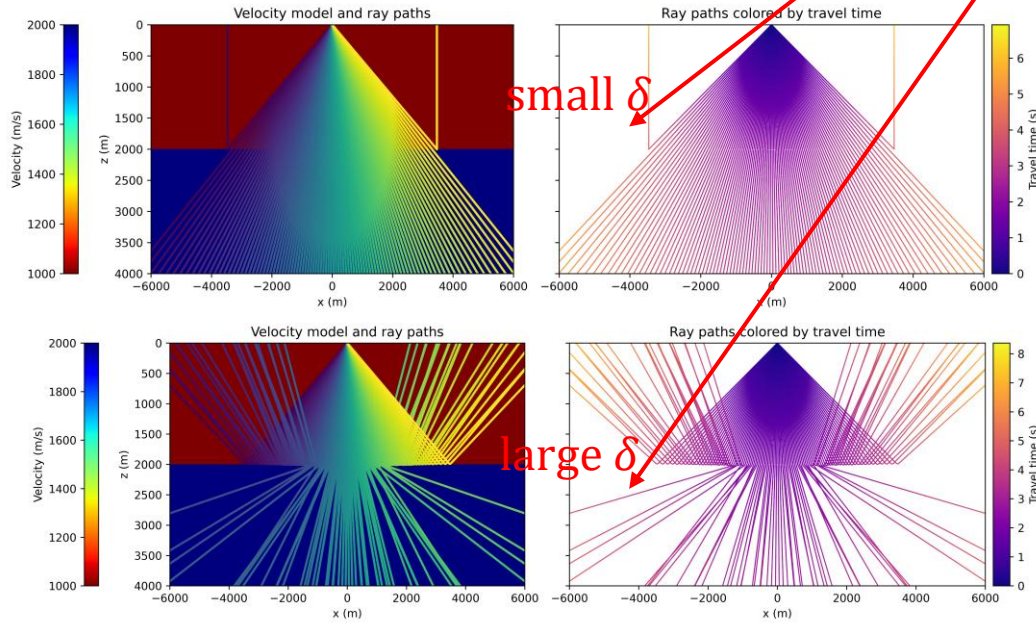 Velocity model and ray paths
Ray paths colored by travel time
2000
1800
1600
1400
1200
1000
Velocity (m/s)
0
500
1000
1500
2000
2500
3000
3500
4000
z (m)
−6000 −4000 −2000 0 2000 4000 6000
x (m)
small δ
−6000 −4000 −2000 0 2000 4000 6000
x (m)
6
5
4
3
2
1
0
Travel time (s)
Velocity model and ray paths
Ray paths colored by travel time
2000
1800
1600
1400
1200
1000
Velocity (m/s)
0
500
1000
1500
2000
2500
3000
3500
4000
z (m)
−6000 −4000 −2000 0 2000 4000 6000
x (m)
large δ
−6000 −4000 −2000 0 2000 4000 6000
x (m)
8
7
6
5
4
3
2
1
0
Travel time (s)